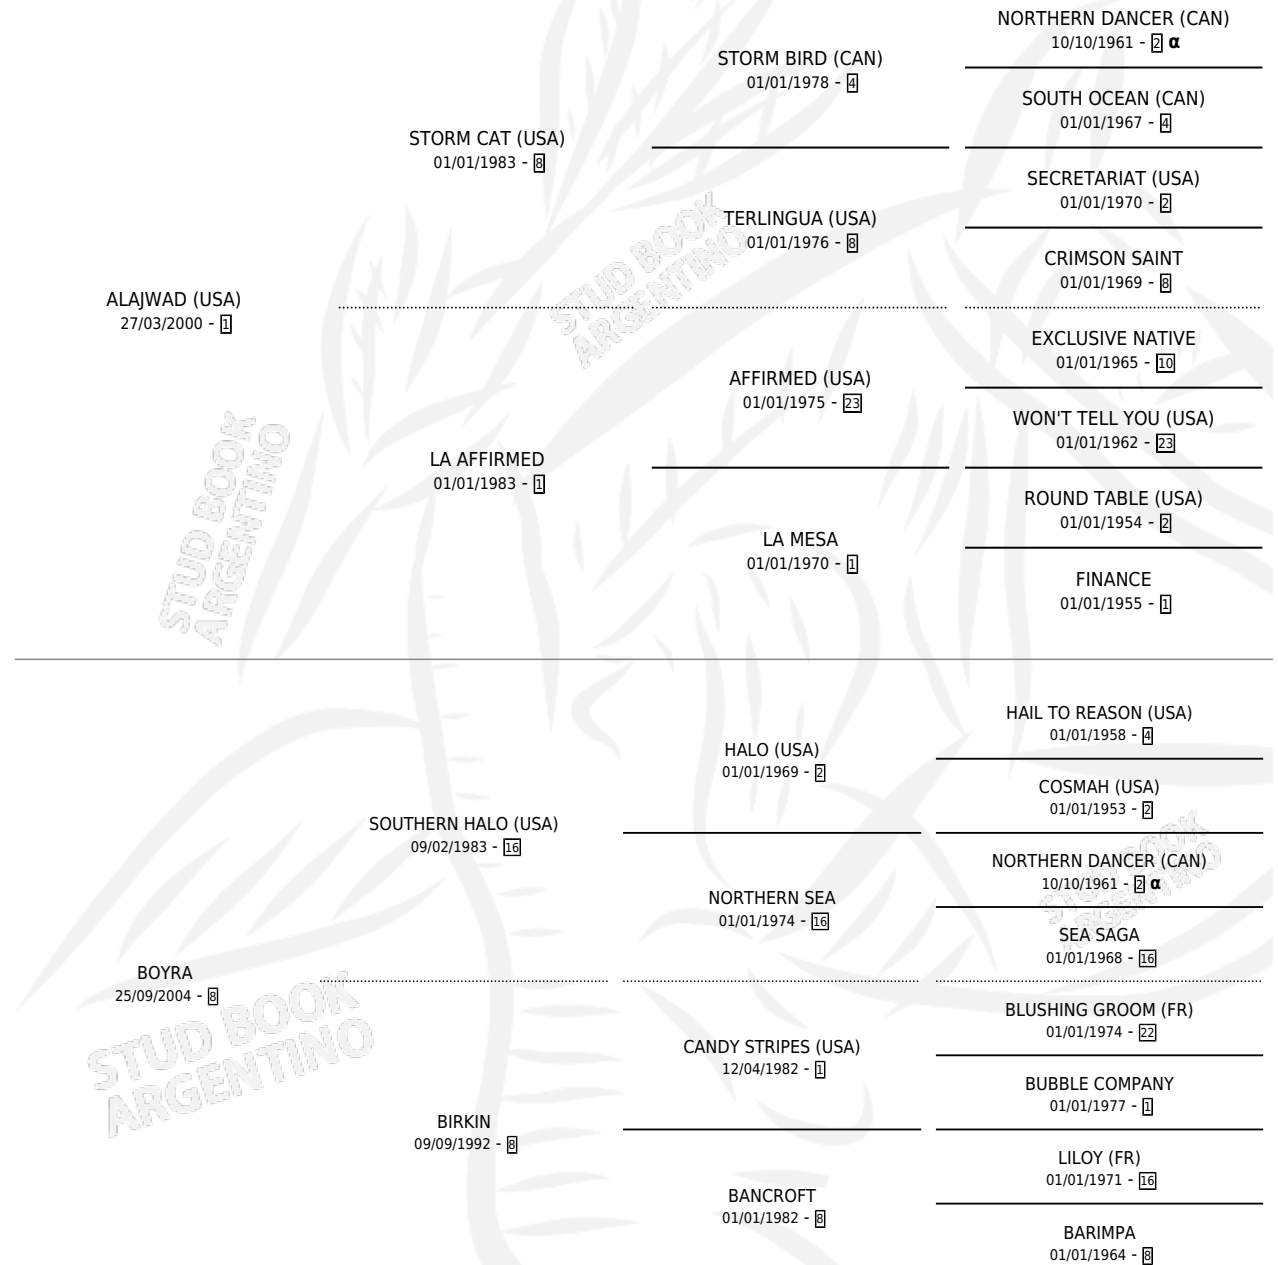 NORTHERN DANCER (CAN)
10/10/1961 - 2 α
STORM BIRD (CAN)
01/01/1978 - 4
SOUTH OCEAN (CAN)
01/01/1967 - 4
STORM CAT (USA)
01/01/1983 - 8
SECRETARIAT (USA)
01/01/1970 - 2
TERLINGUA (USA)
01/01/1976 - 8
CRIMSON SAINT
01/01/1969 - 8
ALAJWAD (USA)
27/03/2000 - 1
EXCLUSIVE NATIVE
01/01/1965 - 10
AFFIRMED (USA)
01/01/1975 - 23
WON'T TELL YOU (USA)
01/01/1962 - 23
LA AFFIRMED
01/01/1983 - 1
ROUND TABLE (USA)
01/01/1954 - 2
LA MESA
01/01/1970 - 1
FINANCE
01/01/1955 - 1
HAIL TO REASON (USA)
01/01/1958 - 4
HALO (USA)
01/01/1969 - 2
COSMAH (USA)
01/01/1953 - 2
SOUTHERN HALO (USA)
09/02/1983 - 16
NORTHERN DANCER (CAN)
10/10/1961 - 2 α
NORTHERN SEA
01/01/1974 - 16
SEA SAGA
01/01/1968 - 16
BOYRA
25/09/2004 - 8
BLUSHING GROOM (FR)
01/01/1974 - 22
CANDY STRIPES (USA)
12/04/1982 - 1
BUBBLE COMPANY
01/01/1977 - 1
BIRKIN
09/09/1992 - 8
LILOY (FR)
01/01/1971 - 16
BANCROFT
01/01/1982 - 8
BARIMPA
01/01/1964 - 8
STUD BOOK
ARGENTINO
STUD BOOK
ARGENTINO
STUD BOOK
ARGENTINO
STUD BOOK
ARGENTINO